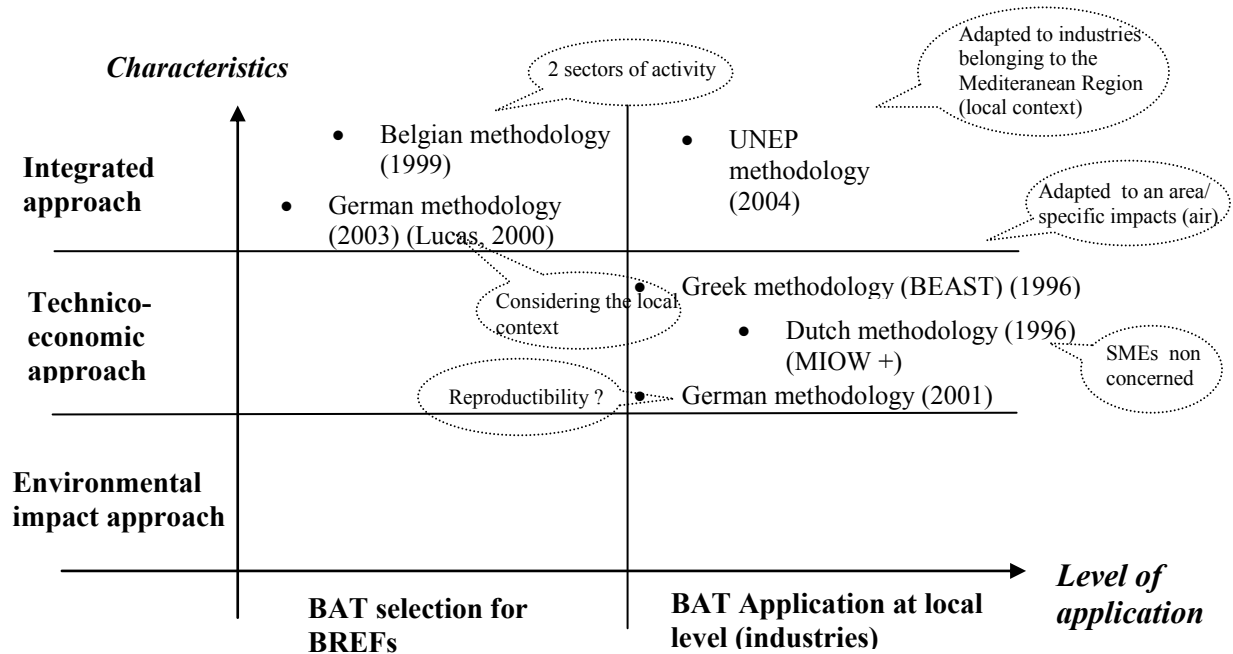 Characteristics
2 sectors of activity
Adapted to industries
belonging to the
Mediteranean Region
(local context)
Integrated
approach
• Belgian methodology
(1999)
• German methodology
(2003) (Lucas, 2000)
• UNEP
methodology
(2004)
Adapted to an area/
specific impacts (air)
Technico-
economic
approach
Considering the local
context
• Greek methodology (BEAST) (1996)
• Dutch methodology (1996)
(MIOW +)
SMEs non
concerned
Reproductibility ?
• German methodology (2001)
Environmental
impact approach
BAT selection for
BREFs
BAT Application at local
level (industries)
Level of
application